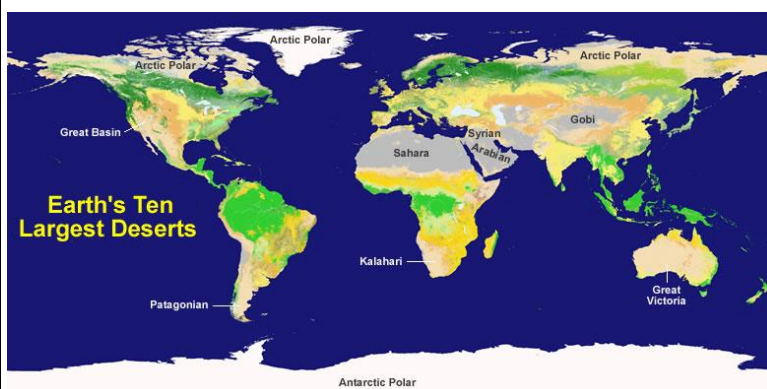 Arctic Polar
Arctic Polar
Arctic Polar
Great Basin
Gobi
Syrian
Sahara
Arabian
Earth's Ten
Largest Deserts
Kalahari
Great
Victoria
Patagonian
Antarctic Polar